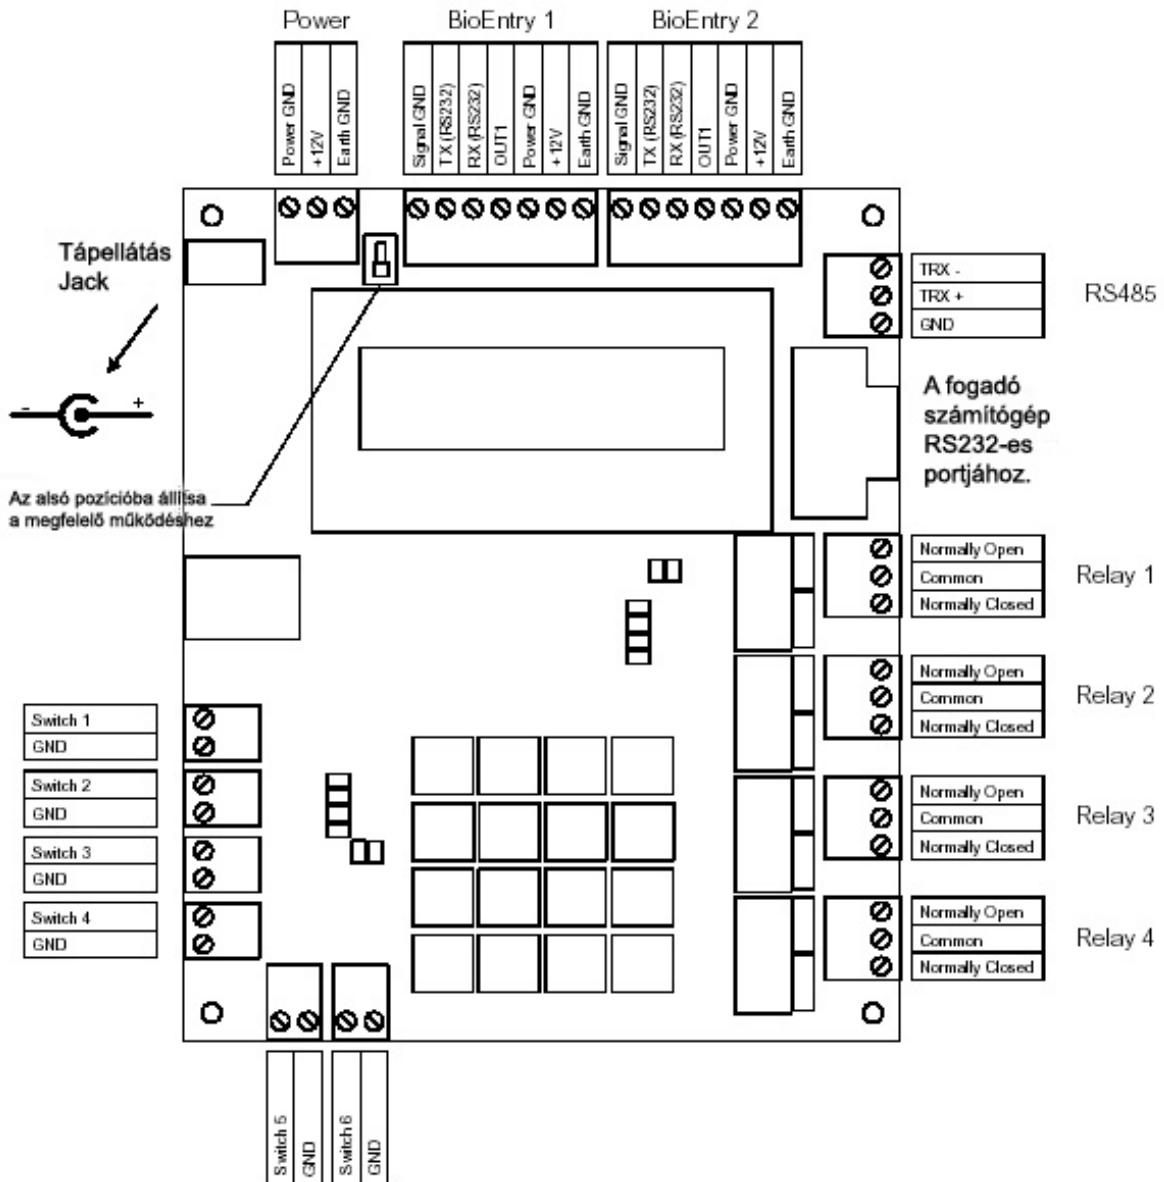 Power
BioEntry 1
BioEntry 2
Power GND
+12V
Earth GND
Signal GND
TX (RS232)
RX (RS232)
OUT1
Power GND
+12V
Earth GND
Signal GND
TX (RS232)
RX (RS232)
OUT1
Power GND
+12V
Earth GND
Tápellátás
Jack
- +
Az alsó pozícióba állítsa
a megfelelő működéshez
TRX -
TRX +
GND
RS485
A fogadó
számítógép
RS232-es
portjához.
Normally Open
Common
Normally Closed
Relay 1
Normally Open
Common
Normally Closed
Relay 2
Normally Open
Common
Normally Closed
Relay 3
Normally Open
Common
Normally Closed
Relay 4
Switch 1
GND
Switch 2
GND
Switch 3
GND
Switch 4
GND
Switch 5
GND
Switch 6
GND